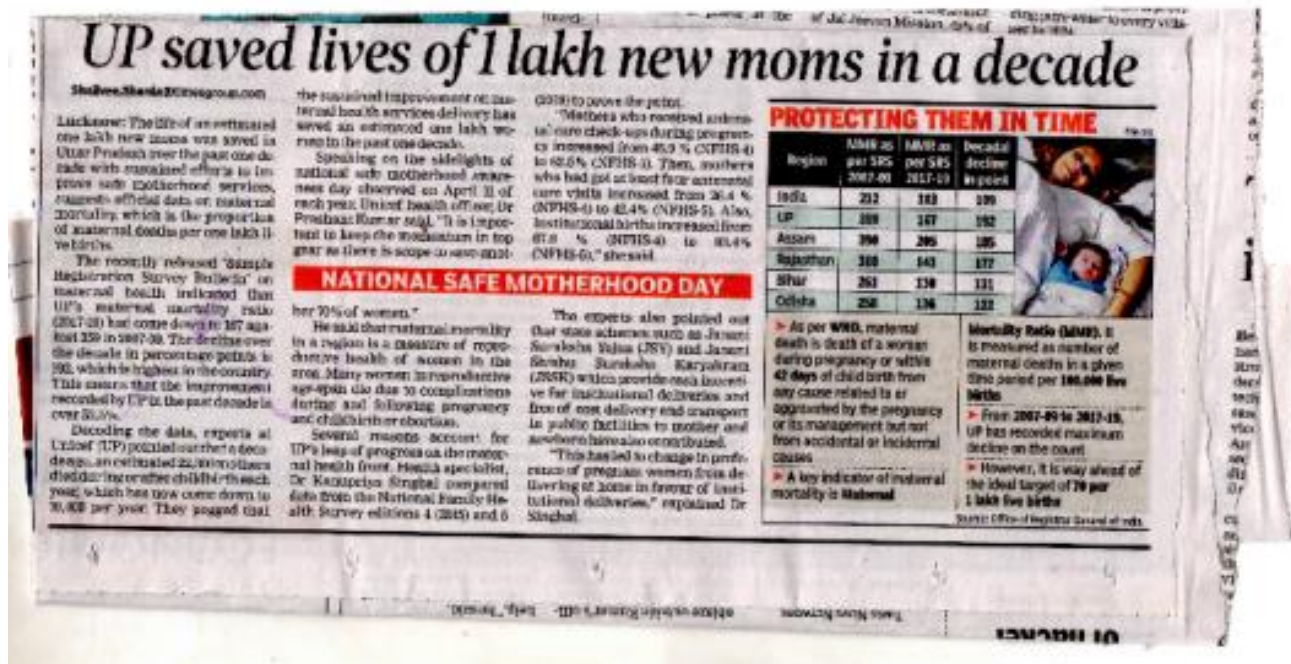 UP saved lives of 1 lakh new moms in a decade
Lucknow: The life of an estimated
one lakh new moms was saved in
Uttar Pradesh over the past one de-
cade with sustained efforts to im-
prove safe motherhood services,
suggests official data on maternal
mortality, which is the proportion
of maternal deaths per one lakh li-
ve births.
The recently released "Sample
Registration Survey Bulletin" on
maternal health indicated that
UP's maternal mortality ratio
had come down to 167 aga-
inst 359 in 2007-09. The decline over
the decade in percentage points is
192, which is highest in the country.
This means that the improvement
recorded by UP in the past decade is
over
Decoding the data, experts at
Unicef (UP) pointed out that a deca-
de ago, an estimated mothers
died during or after childbirth each
year, which has now come down to
per year. They pegged that
the sustained improvement on ma-
ternal health services delivery has
saved an estimated one lakh wo-
men in the past one decade.
Speaking on the sidelights of
national safe motherhood aware-
ness day observed on April 11 of
each year, Unicef health officer, Dr
Prashant Kumar said, "It is impor-
tant to keep the momentum in top
gear as there is scope to save anot-
NATIONAL SAFE MOTHERHOOD DAY
her 70% of women."
He said that maternal mortality
in a region is a measure of repro-
ductive health of women in the
area. Many women in reproductive
age-span die due to complications
during and following pregnancy
and childbirth or abortion.
Several reasons account for
UP's leap of progress on the mater-
nal health front. Health specialist,
Dr Kanupriya Singhal compared
data from the National Family He-
alth Survey editions 4 (2015) and 5
to prove the point.
"Mothers who received antena-
tal care check-ups during pregnan-
cy increased from 45.9 % (NFHS-4)
to (NFHS-5). Then, mothers
who had got at least four antenatal
care visits increased from 26.4 %
(NFHS-4) to 42.4% (NFHS-5). Also,
institutional births increased from
67.8 % (NFHS-4) to 83.4%
(NFHS-5)," she said.
The experts also pointed out
that state schemes such as Janani
Suraksha Yojna (JSY) and Janani
Shishu Suraksha Karyakram
(JSSK) which provide cash incenti-
ve for institutional deliveries and
free of cost delivery and transport
in public facilities to mother and
newborn have also contributed.
"This has led to change in prefe-
rence of pregnant women from de-
livering at home in favour of insti-
tutional deliveries," explained Dr
Singhal.
PROTECTING THEM IN TIME
Region MMR as per SRS 2007-09 MMR as per SRS 2017-19 Decadal decline in point
India 212 103 109
UP 359 167 192
Assam 390 205 185
Rajasthan 318 141 177
Bihar 261 130 131
Odisha 258 136 122
➤ As per WHO, maternal
death is death of a woman
during pregnancy or within
42 days of child birth from
any cause related to or
aggravated by the pregnancy
or its management but not
from accidental or incidental
causes
➤ A key indicator of maternal
mortality is Maternal
Mortality Ratio (MMR). It
is measured as number of
maternal deaths in a given
time period per 100,000 live
births
➤ From 2007-09 to 2017-19,
UP has recorded maximum
decline on the count
➤ However, it is way ahead of
the ideal target of 70 per
1 lakh live births
Source: Office of Registrar General of India